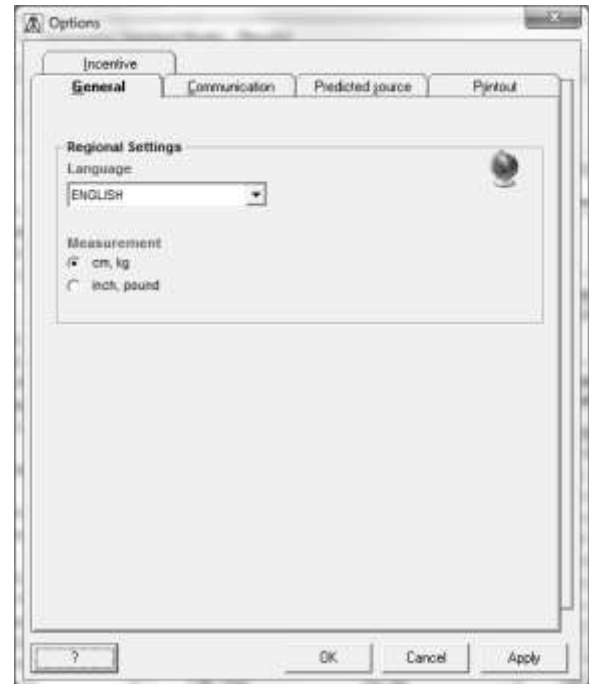 Options
Incentive
General Communication Predicted source Printout
Regional Settings
Language
ENGLISH
Measurement
cm, kg
inch, pound
? OK Cancel Apply